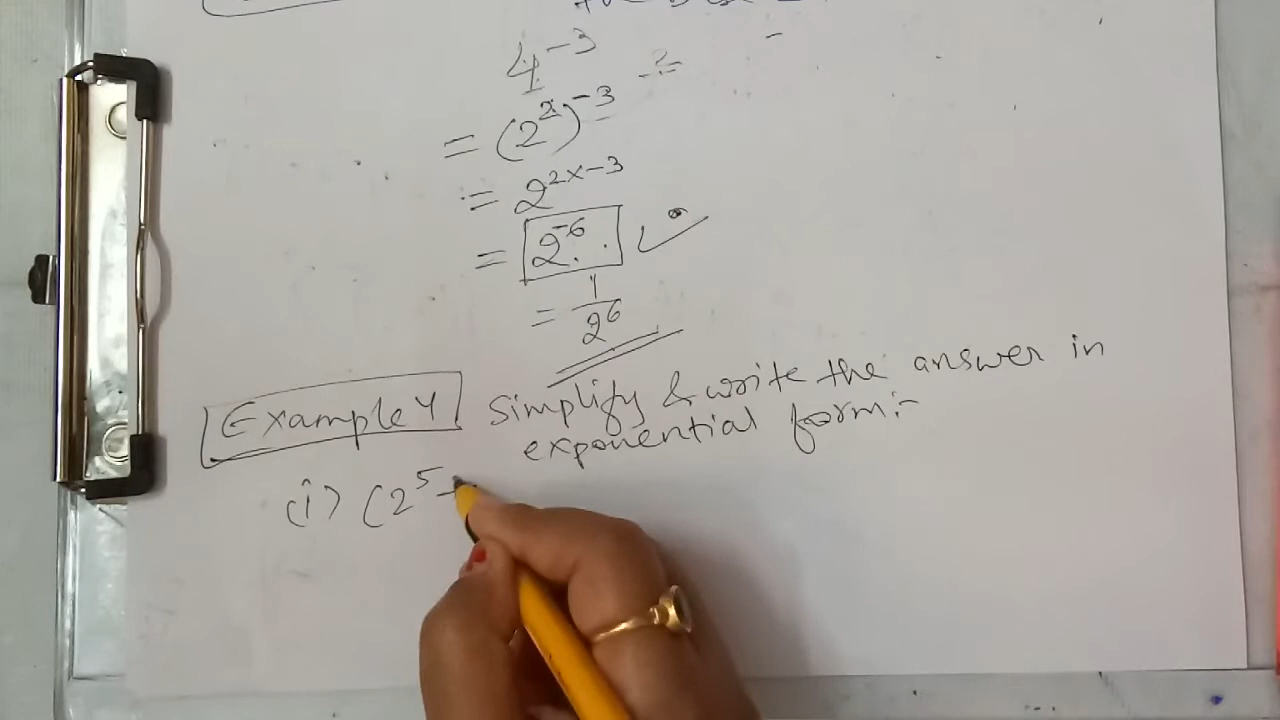 4^-3
= (2^2)^-3
= 2^2x-3
= 2^-6.
= 1/2^6
Example 4 Simplify & write the answer in
exponential form:-
(i) (2^5